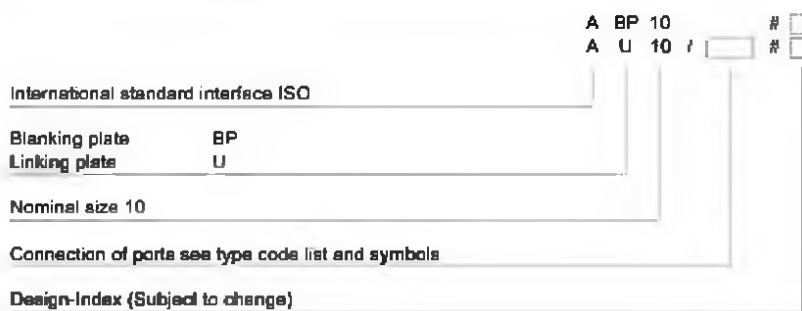 A BP 10 #
A U 10 / #
International standard interface ISO
Blanking plate BP
Linking plate U
Nominal size 10
Connection of ports see type code list and symbols
Design-Index (Subject to change)